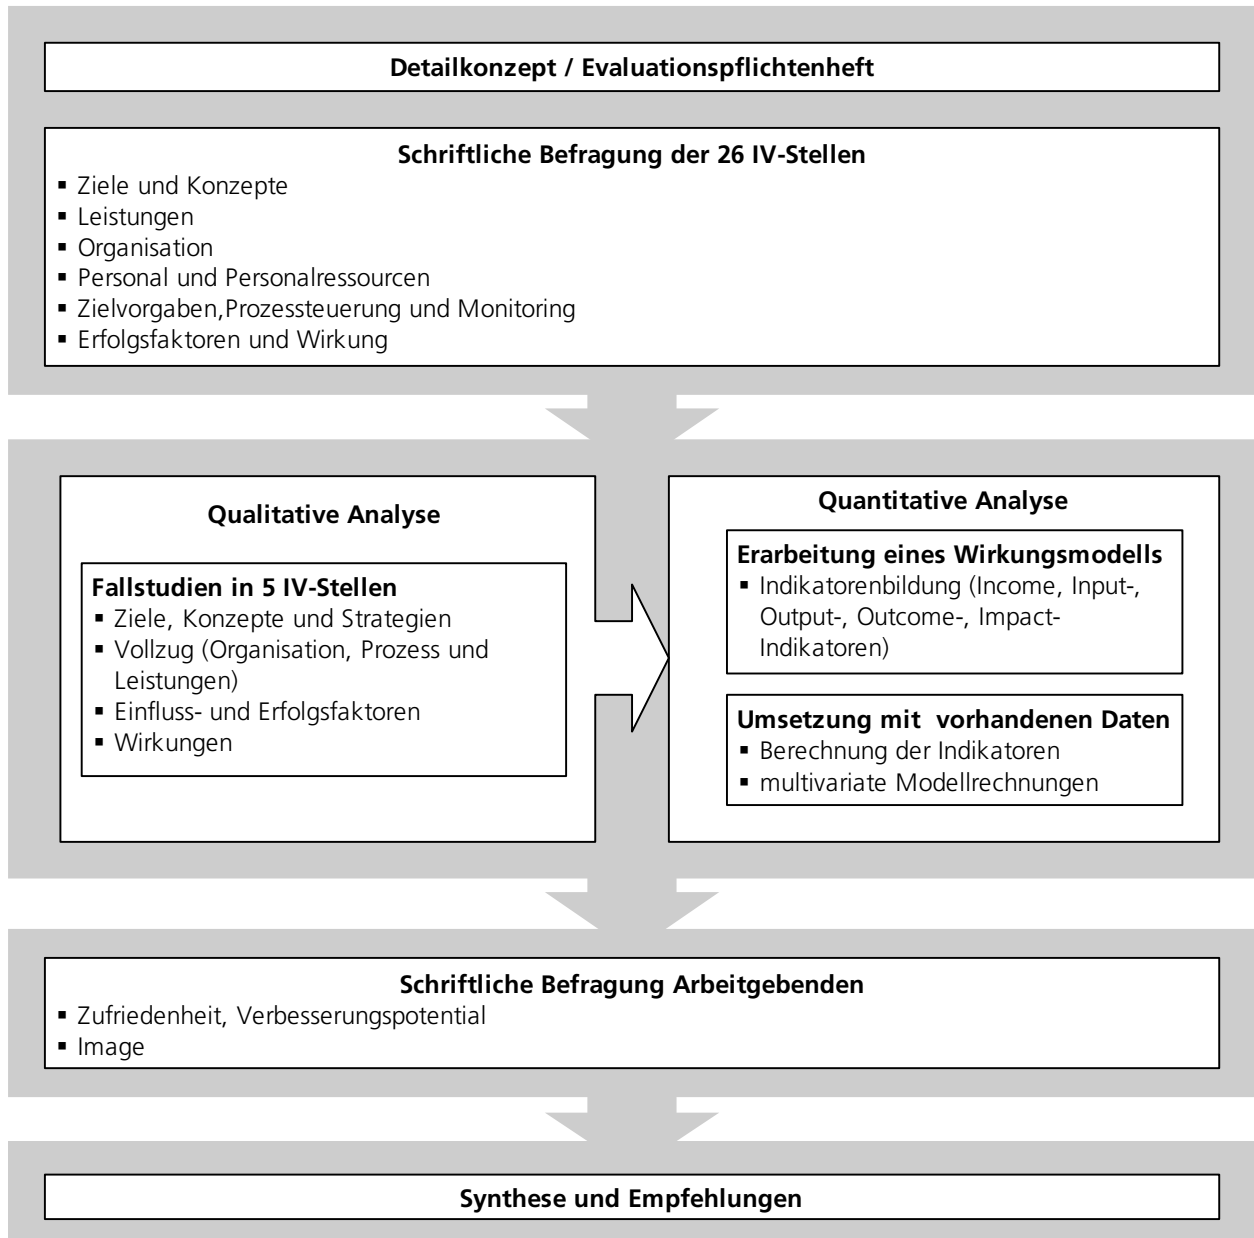 Detailkonzept / Evaluationspflichtenheft
Schriftliche Befragung der 26 IV-Stellen
▪ Ziele und Konzepte
▪ Leistungen
▪ Organisation
▪ Personal und Personalressourcen
▪ Zielvorgaben,Prozessteuerung und Monitoring
▪ Erfolgsfaktoren und Wirkung
Qualitative Analyse
Fallstudien in 5 IV-Stellen
▪ Ziele, Konzepte und Strategien
▪ Vollzug (Organisation, Prozess und
Leistungen)
▪ Einfluss- und Erfolgsfaktoren
▪ Wirkungen
Quantitative Analyse
Erarbeitung eines Wirkungsmodells
▪ Indikatorenbildung (Income, Input-,
Output-, Outcome-, Impact-
Indikatoren)
Umsetzung mit  vorhandenen Daten
▪ Berechnung der Indikatoren
▪ multivariate Modellrechnungen
Schriftliche Befragung Arbeitgebenden
▪ Zufriedenheit, Verbesserungspotential
▪ Image
Synthese und Empfehlungen